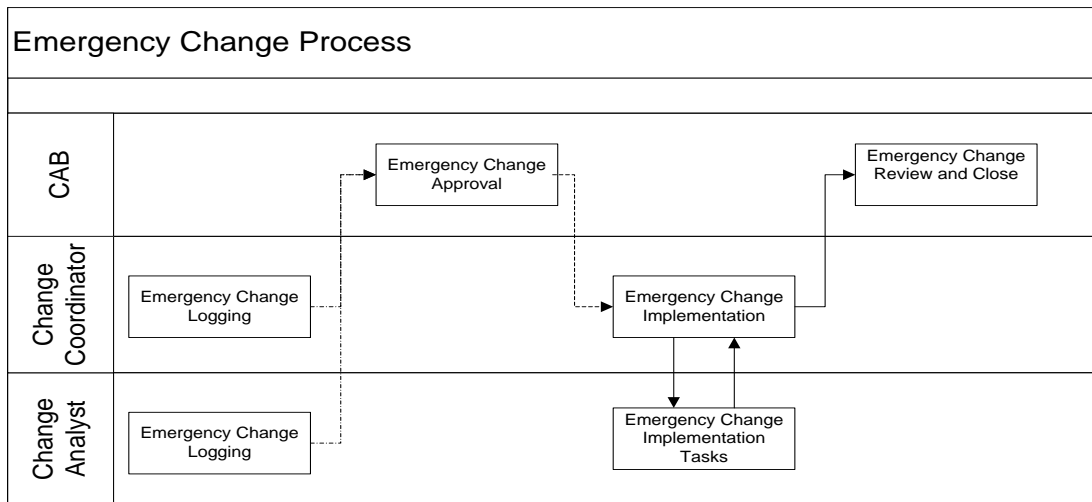 Emergency Change Process
CAB
Emergency Change
Approval
Emergency Change
Review and Close
Change
Coordinator
Emergency Change
Logging
Emergency Change
Implementation
Change
Analyst
Emergency Change
Logging
Emergency Change
Implementation
Tasks